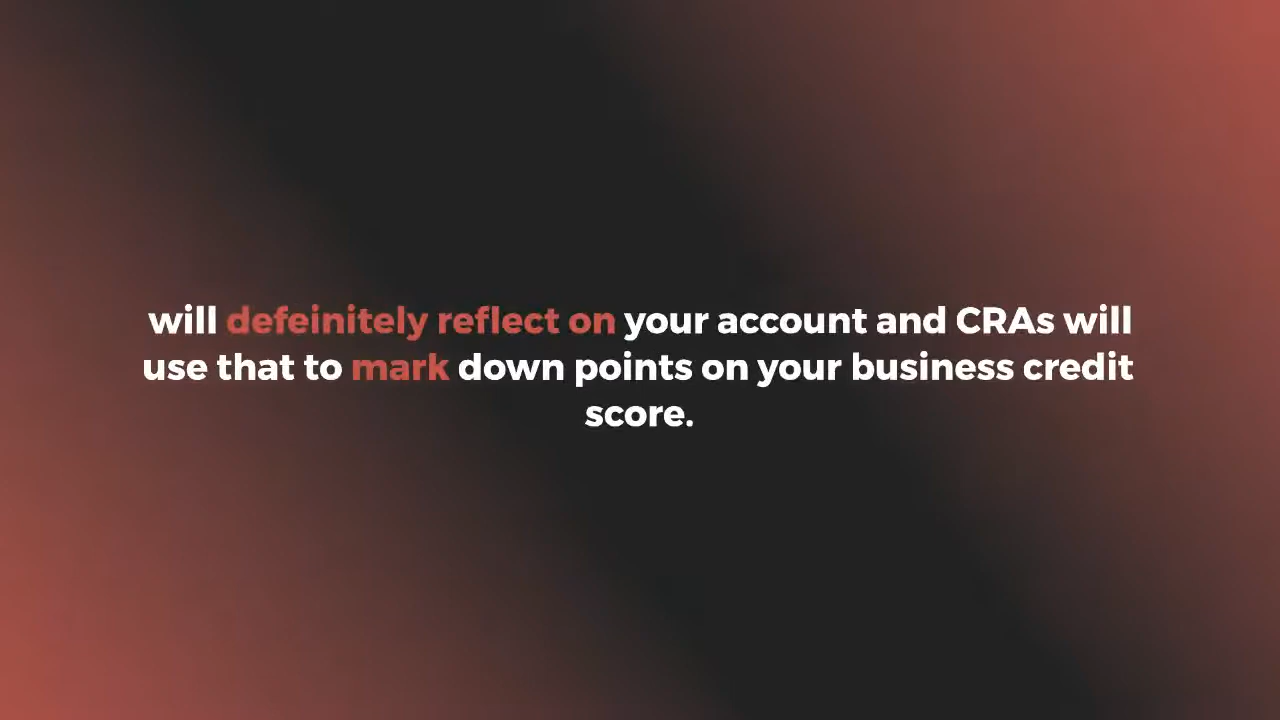 will defeinitely reflect on your account and CRAs will
use that to mark down points on your business credit
score.